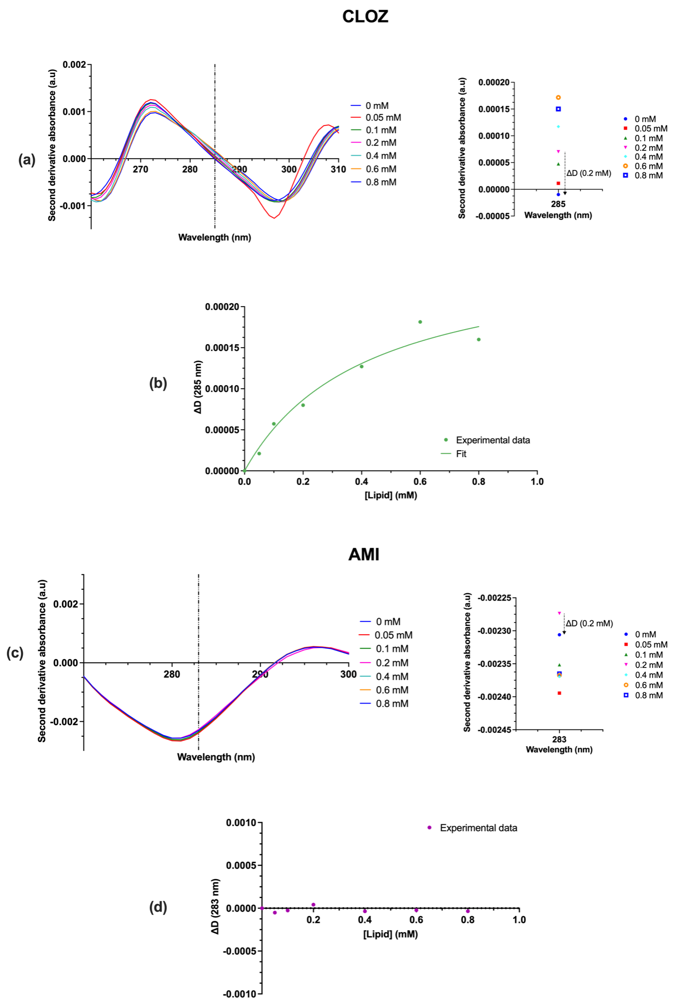 CLOZ
(a)
Second derivative absorbance (a.u)
0.002
0.001
0.000
-0.001
270
280
290
300
310
Wavelength (nm)
0 mM
0.05 mM
0.1 mM
0.2 mM
0.4 mM
0.6 mM
0.8 mM
Second derivative absorbance (a.u)
0.00020
0.00015
0.00010
0.00005
0.00000
-0.00005
ΔD (0.2 mM)
285
Wavelength (nm)
0 mM
0.05 mM
0.1 mM
0.2 mM
0.4 mM
0.6 mM
0.8 mM
(b)
ΔD (285 nm)
0.00020
0.00015
0.00010
0.00005
0.00000
0.0
0.2
0.4
0.6
0.8
1.0
[Lipid] (mM)
Experimental data
Fit
AMI
(c)
Second derivative absorbance (a.u)
0.002
0.000
-0.002
280
290
300
Wavelength (nm)
0 mM
0.05 mM
0.1 mM
0.2 mM
0.4 mM
0.6 mM
0.8 mM
Second derivative absorbance (a.u)
-0.00225
-0.00230
-0.00235
-0.00240
-0.00245
ΔD (0.2 mM)
283
Wavelength (nm)
0 mM
0.05 mM
0.1 mM
0.2 mM
0.4 mM
0.6 mM
0.8 mM
(d)
ΔD (283 nm)
0.0010
0.0005
0.0000
-0.0005
-0.0010
0.2
0.4
0.6
0.8
1.0
[Lipid] (mM)
Experimental data